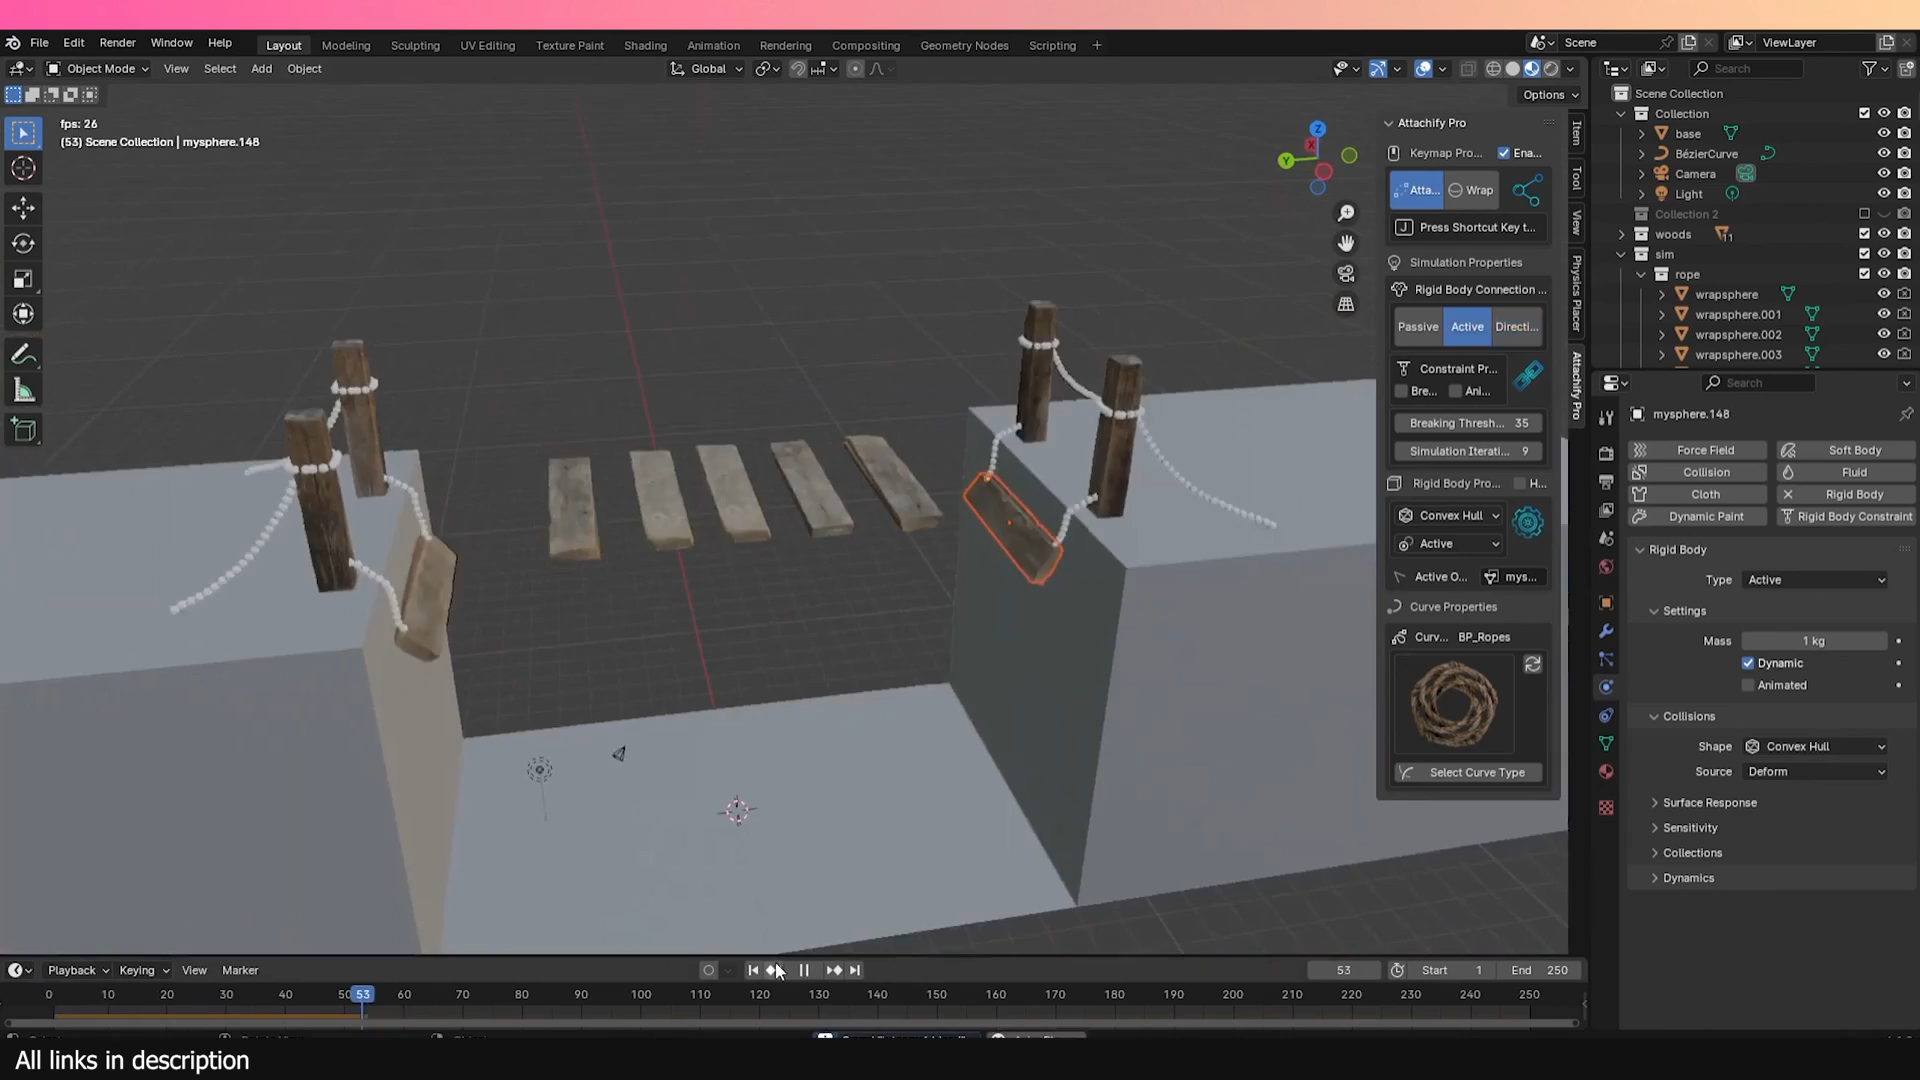 File Edit Render Window Help Layout Modeling Sculpting UV Editing Texture Paint Shading Animation Rendering Compositing Geometry Nodes Scripting + Scene ViewLayer
Object Mode View Select Add Object Global Search
Options
fps: 26
(53) Scene Collection | mysphere.148
Z
X
Y
Attachify Pro
Keymap Pro... Ena...
Atta... Wrap
J Press Shortcut Key t...
Simulation Properties
Rigid Body Connection ...
Passive Active Directi...
Constraint Pr...
Bre... Ani...
Breaking Thresh... 35
Simulation Iterati... 9
Rigid Body Pro... H...
Convex Hull
Active
Active O... mys...
Curve Properties
Curv... BP_Ropes
Select Curve Type
Item
Tool
View
Physics Placer
Attachify Pro
Scene Collection
Collection
base
BézierCurve
Camera
Light
Collection 2
woods 11
sim
rope
wrapsphere
wrapsphere.001
wrapsphere.002
wrapsphere.003
Search
mysphere.148
Force Field Soft Body
Collision Fluid
Cloth Rigid Body
Dynamic Paint Rigid Body Constraint
Rigid Body
Type Active
Settings
Mass 1 kg
Dynamic
Animated
Collisions
Shape Convex Hull
Source Deform
Surface Response
Sensitivity
Collections
Dynamics
Playback Keying View Marker 53 Start 1 End 250
0 10 20 30 40 50 53 60 70 80 90 100 110 120 130 140 150 160 170 180 190 200 210 220 230 240 250
All links in description